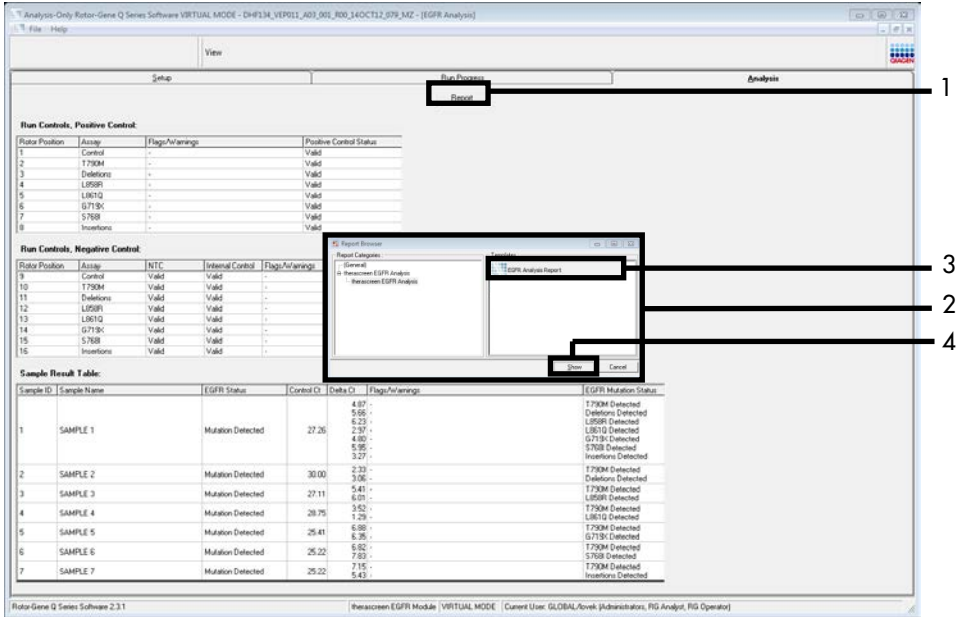 Analysis-Only Rotor-Gene Q Series Software VIRTUAL MODE - DHF134_VEP011_A03_001_R00_14OCT12_079_MZ - [EGFR Analysis]
File Help
View
QIAGEN
Setup Run Progress Analysis
Report
1
Run Controls, Positive Control:
Rotor Position Assay Flags/Warnings Positive Control Status
1 Control - Valid
2 T790M - Valid
3 Deletions - Valid
4 L858R - Valid
5 L861Q - Valid
6 G719X - Valid
7 S768I - Valid
8 Insertions - Valid
Run Controls, Negative Control:
Rotor Position Assay NTC Internal Control Flags/Warnings
9 Control Valid Valid -
10 T790M Valid Valid -
11 Deletions Valid Valid -
12 L858R Valid Valid -
13 L861Q Valid Valid -
14 G719X Valid Valid -
15 S768I Valid Valid -
16 Insertions Valid Valid -
Report Browser
Report Categories Templates
(General)
therascreen EGFR Analysis
therascreen EGFR Analysis
EGFR Analysis Report
Show Cancel
3
2
4
Sample Result Table:
Sample ID Sample Name EGFR Status Control Ct Delta Ct Flags/Warnings EGFR Mutation Status
1 SAMPLE 1 Mutation Detected 27.26
4.87 - T790M Detected
5.66 - Deletions Detected
6.23 - L858R Detected
2.97 - L861Q Detected
4.80 - G719X Detected
5.95 - S768I Detected
3.27 - Insertions Detected
2 SAMPLE 2 Mutation Detected 30.00
2.33 - T790M Detected
3.06 - Deletions Detected
3 SAMPLE 3 Mutation Detected 27.11
5.41 - T790M Detected
6.01 - L858R Detected
4 SAMPLE 4 Mutation Detected 28.75
3.52 - T790M Detected
1.29 - L861Q Detected
5 SAMPLE 5 Mutation Detected 25.41
6.88 - T790M Detected
6.35 - G719X Detected
6 SAMPLE 6 Mutation Detected 25.22
6.82 - T790M Detected
7.83 - S768I Detected
7 SAMPLE 7 Mutation Detected 25.22
7.15 - T790M Detected
5.43 - Insertions Detected
Rotor-Gene Q Series Software 2.3.1 therascreen EGFR Module VIRTUAL MODE Current User: GLOBAL/lovek (Administrators, RG Analyst, RG Operator)